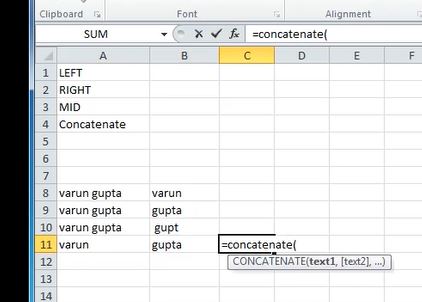 Clipboard Font Alignment
SUM fx =concatenate(
A B C D E F
1 LEFT
2 RIGHT
3 MID
4 Concatenate
5
6
7
8 varun gupta varun
9 varun gupta gupta
10 varun gupta gupt
11 varun gupta =concatenate(
12 CONCATENATE(text1, [text2], ...)
13
14